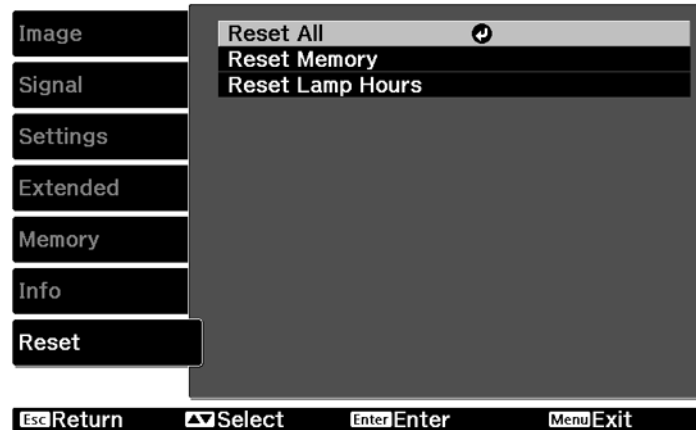 Image
Signal
Settings
Extended
Memory
Info
Reset
Reset All
Reset Memory
Reset Lamp Hours
Esc Return Select Enter Enter Menu Exit